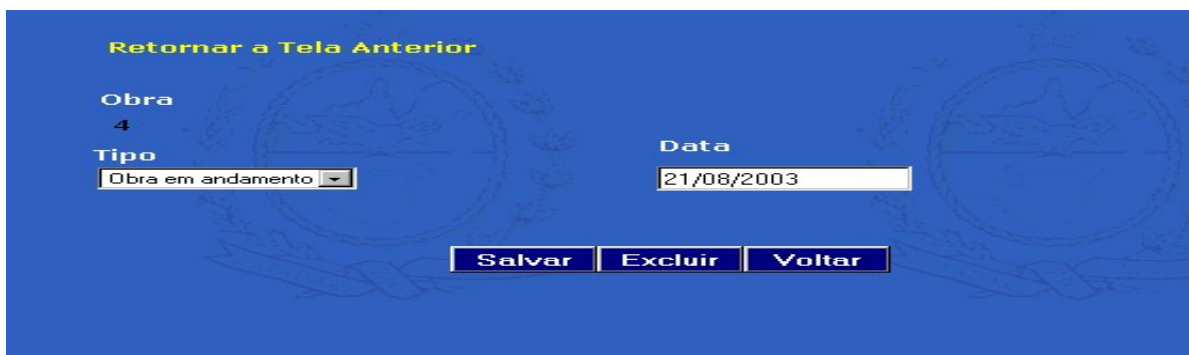 Retornar a Tela Anterior
Obra
4
Tipo
Data
Obra em andamento
21/08/2003
Salvar Excluir Voltar